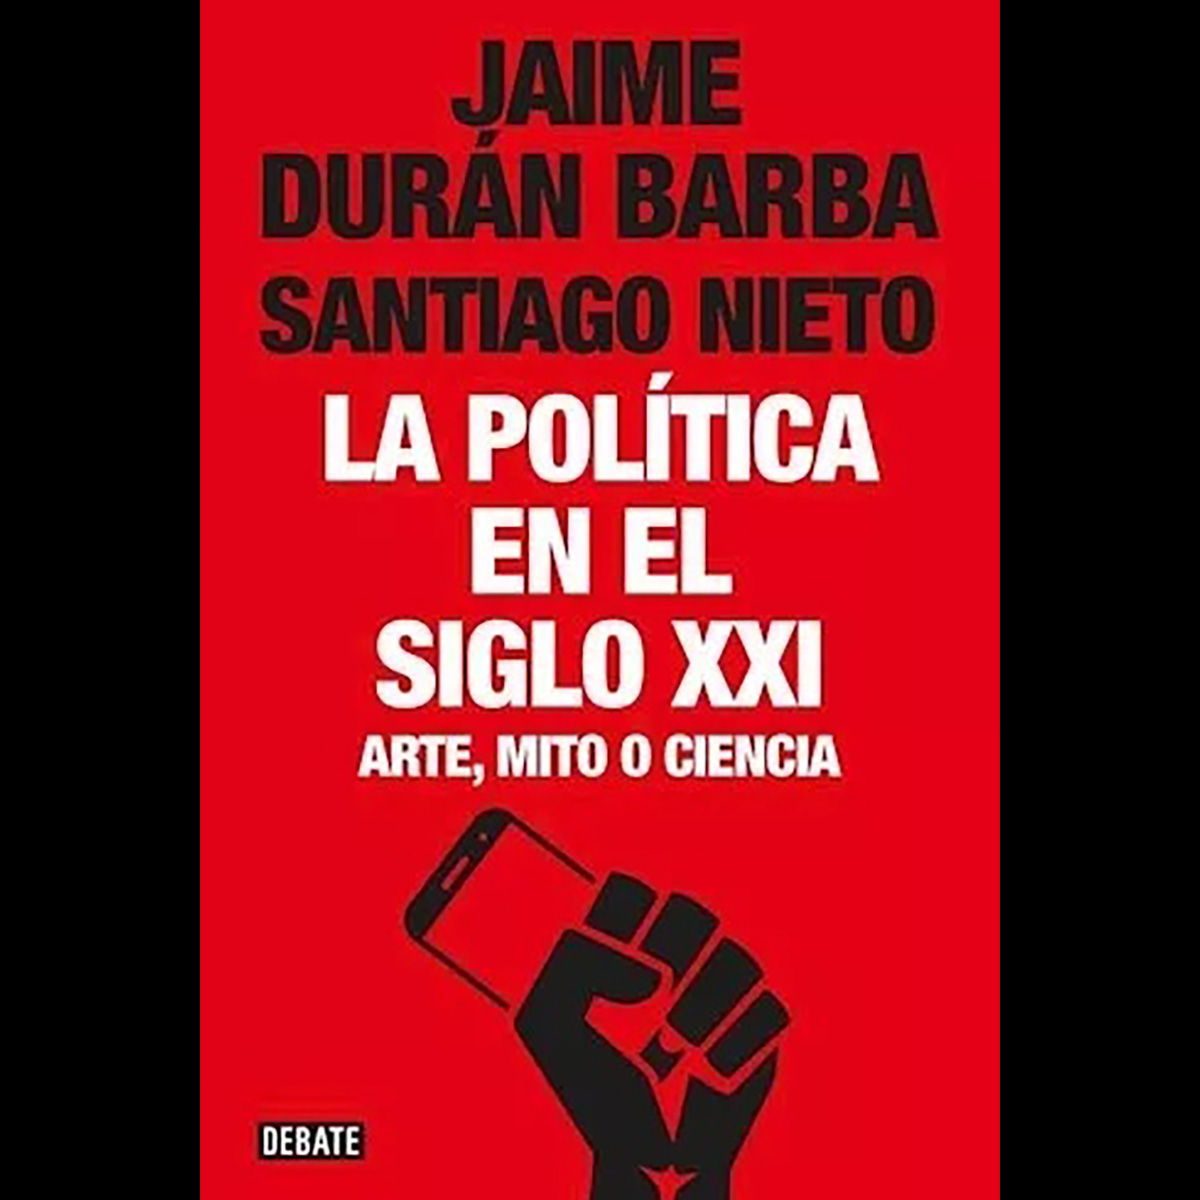 JAIME
DURÁN BARBA
SANTIAGO NIETO
LA POLÍTICA
EN EL
SIGLO XXI
ARTE, MITO O CIENCIA
DEBATE